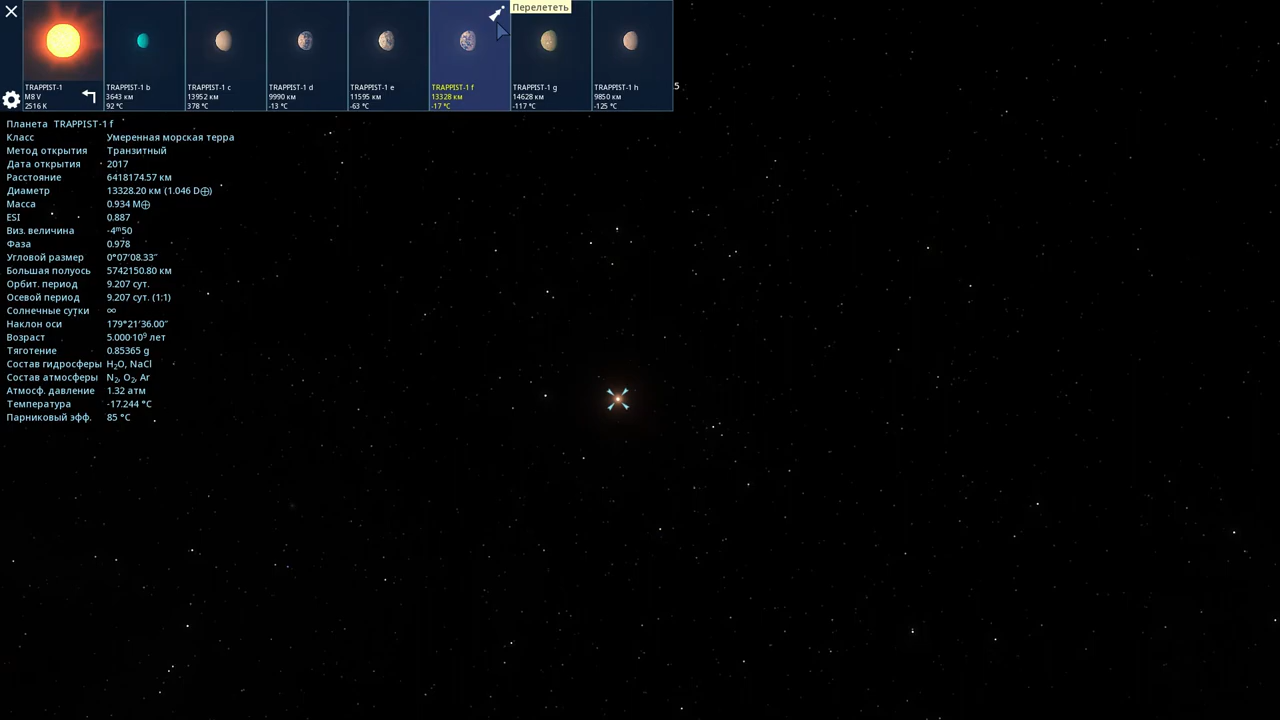 Перелететь
TRAPPIST-1
M8 V
2516 K
TRAPPIST-1 b
3643 км
92 °C
TRAPPIST-1 c
13952 км
378 °C
TRAPPIST-1 d
9990 км
-13 °C
TRAPPIST-1 e
11595 км
-63 °C
TRAPPIST-1 f
13328 км
-17 °C
TRAPPIST-1 g
14628 км
-117 °C
TRAPPIST-1 h
9850 км
-125 °C
5
Планета TRAPPIST-1 f
Класс Умеренная морская терра
Метод открытия Транзитный
Дата открытия 2017
Расстояние 6418174.57 км
Диаметр 13328.20 км (1.046 D⊕)
Масса 0.934 M⊕
ESI 0.887
Виз. величина -4ᵐ50
Фаза 0.978
Угловой размер 0°07′08.33″
Большая полуось 5742150.80 км
Орбит. период 9.207 сут.
Осевой период 9.207 сут. (1:1)
Солнечные сутки ∞
Наклон оси 179°21′36.00″
Возраст 5.000·10⁹ лет
Тяготение 0.85365 g
Состав гидросферы H₂O, NaCl
Состав атмосферы N₂, O₂, Ar
Атмосф. давление 1.32 атм
Температура -17.244 °C
Парниковый эфф. 85 °C